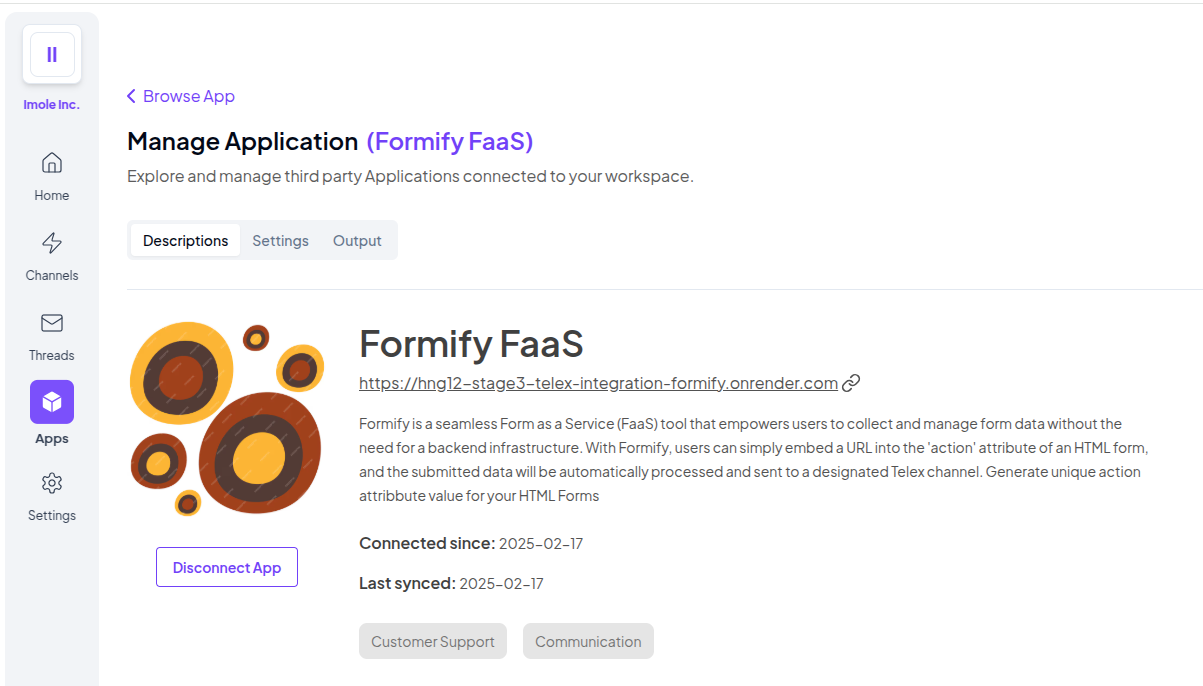 II
Imole Inc.
Home
Channels
Threads
Apps
Settings
Browse App
Manage Application (Formify FaaS)
Explore and manage third party Applications connected to your workspace.
Descriptions Settings Output
Disconnect App
Formify FaaS
https://hng12-stage3-telex-integration-formify.onrender.com
Formify is a seamless Form as a Service (FaaS) tool that empowers users to collect and manage form data without the
need for a backend infrastructure. With Formify, users can simply embed a URL into the 'action' attribute of an HTML form,
and the submitted data will be automatically processed and sent to a designated Telex channel. Generate unique action
attribbute value for your HTML Forms
Connected since: 2025-02-17
Last synced: 2025-02-17
Customer Support Communication